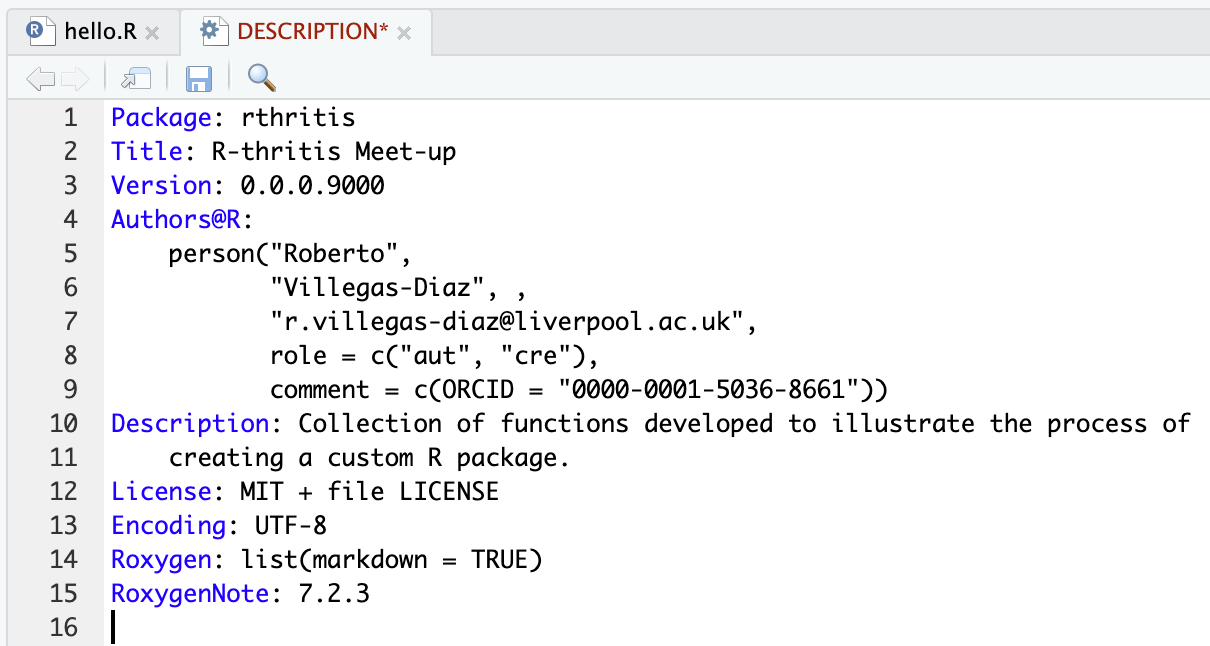 hello.R
DESCRIPTION*
1 Package: rthritis
2 Title: R-thritis Meet-up
3 Version: 0.0.0.9000
4 Authors@R:
5     person("Roberto",
6            "Villegas-Diaz", ,
7            "r.villegas-diaz@liverpool.ac.uk",
8            role = c("aut", "cre"),
9            comment = c(ORCID = "0000-0001-5036-8661"))
10 Description: Collection of functions developed to illustrate the process of
11     creating a custom R package.
12 License: MIT + file LICENSE
13 Encoding: UTF-8
14 Roxygen: list(markdown = TRUE)
15 RoxygenNote: 7.2.3
16